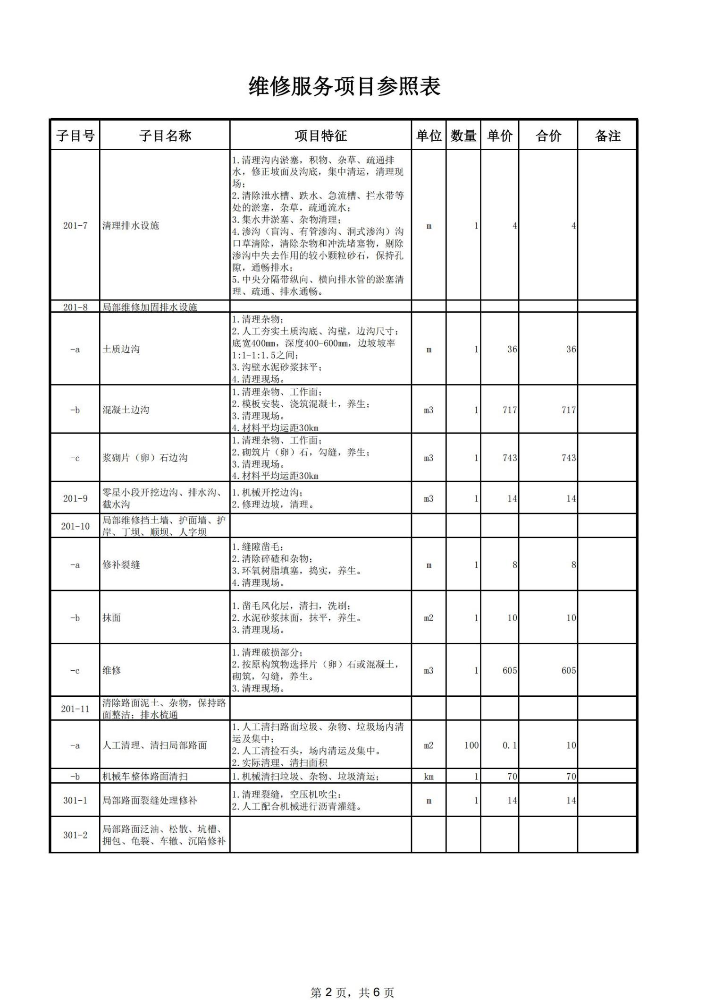 维修服务项目参照表
子目号 子目名称 项目特征 单位 数量 单价 合价 备注
201-7 清理排水设施 m 1 4 4
1.清理沟内淤塞，积物、杂草、疏通排
水，修正坡面及沟底，集中清运，清理现
场；
2.清除泄水槽、跌水、急流槽、拦水带等
处的淤塞，杂草，疏通流水；
3.集水井淤塞、杂物清理；
4.渗沟（盲沟、有管渗沟、洞式渗沟）沟
口草清除，清除杂物和冲洗堵塞物，剔除
渗沟中失去作用的较小颗粒砂石，保持孔
隙，通畅排水；
5.中央分隔带纵向、横向排水管的淤塞清
理、疏通、排水通畅。
201-8 局部维修加固排水设施
-a 土质边沟 m 1 36 36
1.清理杂物；
2.人工夯实土质沟底、沟壁，边沟尺寸：
底宽400mm，深度400-600mm，边坡坡率
1:1-1:1.5之间；
3.沟壁水泥砂浆抹平；
4.清理现场。
-b 混凝土边沟 m3 1 717 717
1.清理杂物、工作面；
2.模板安装、浇筑混凝土，养生；
3.清理现场。
4.材料平均运距30km
-c 浆砌片（卵）石边沟 m3 1 743 743
1.清理杂物、工作面；
2.砌筑片（卵）石，勾缝，养生；
3.清理现场。
4.材料平均运距30km
201-9 零星小段开挖边沟、排水沟、
截水沟 m3 1 14 14
1.机械开挖边沟；
2.修理边坡，清理。
201-10 局部维修挡土墙、护面墙、护
岸、丁坝、顺坝、人字坝
-a 修补裂缝 m 1 8 8
1.缝隙凿毛；
2.清除碎碴和杂物；
3.环氧树脂填塞，捣实，养生。
4.清理现场。
-b 抹面 m2 1 10 10
1.凿毛风化层，清扫，洗刷；
2.水泥砂浆抹面，抹平，养生。
3.清理现场。
-c 维修 m3 1 605 605
1.清理破损部分；
2.按原构筑物选择片（卵）石或混凝土，
砌筑，勾缝，养生。
3.清理现场。
201-11 清除路面泥土、杂物，保持路
面整洁；排水梳通
-a 人工清理、清扫局部路面 m2 100 0.1 10
1.人工清扫路面垃圾、杂物、垃圾场内清
运及集中；
2.人工清捡石头，场内清运及集中。
2.实际清理、清扫面积
-b 机械车整体路面清扫 1.机械清扫垃圾、杂物、垃圾清运； km 1 70 70
301-1 局部路面裂缝处理修补 m 1 14 14
1.清理裂缝，空压机吹尘：
2.人工配合机械进行沥青灌缝。
301-2 局部路面泛油、松散、坑槽、
拥包、龟裂、车辙、沉陷修补
第 2 页，共 6 页